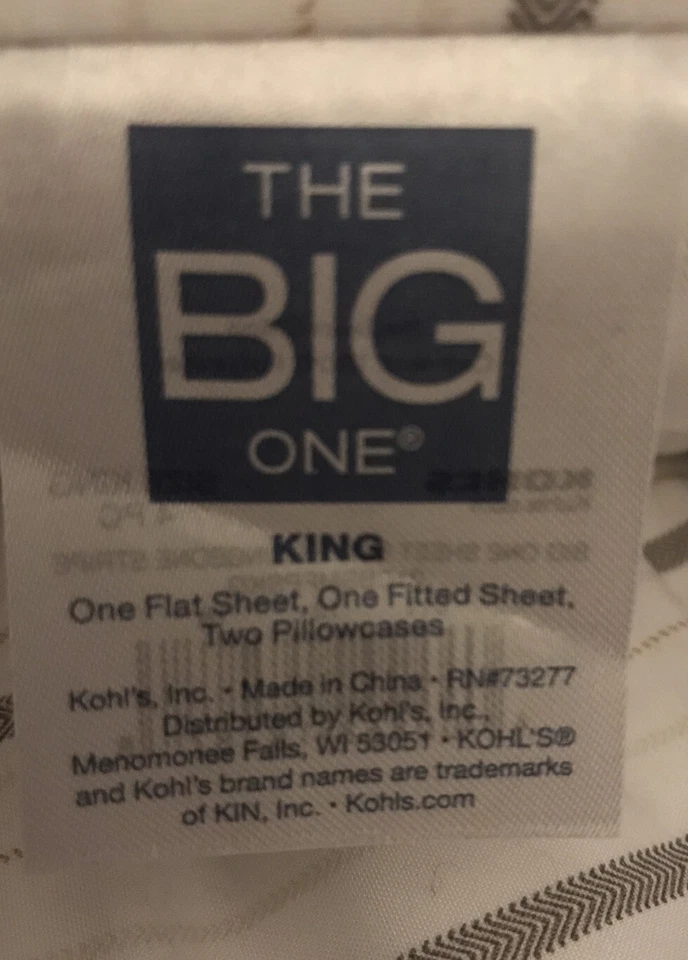 THE
BIG
ONE®
KING
One Flat Sheet, One Fitted Sheet,
Two Pillowcases
Kohl's, Inc. • Made in China • RN#73277
Distributed by Kohl's, Inc.,
Menomonee Falls, WI 53051 • KOHL'S®
and Kohl's brand names are trademarks
of KIN, Inc. • Kohls.com